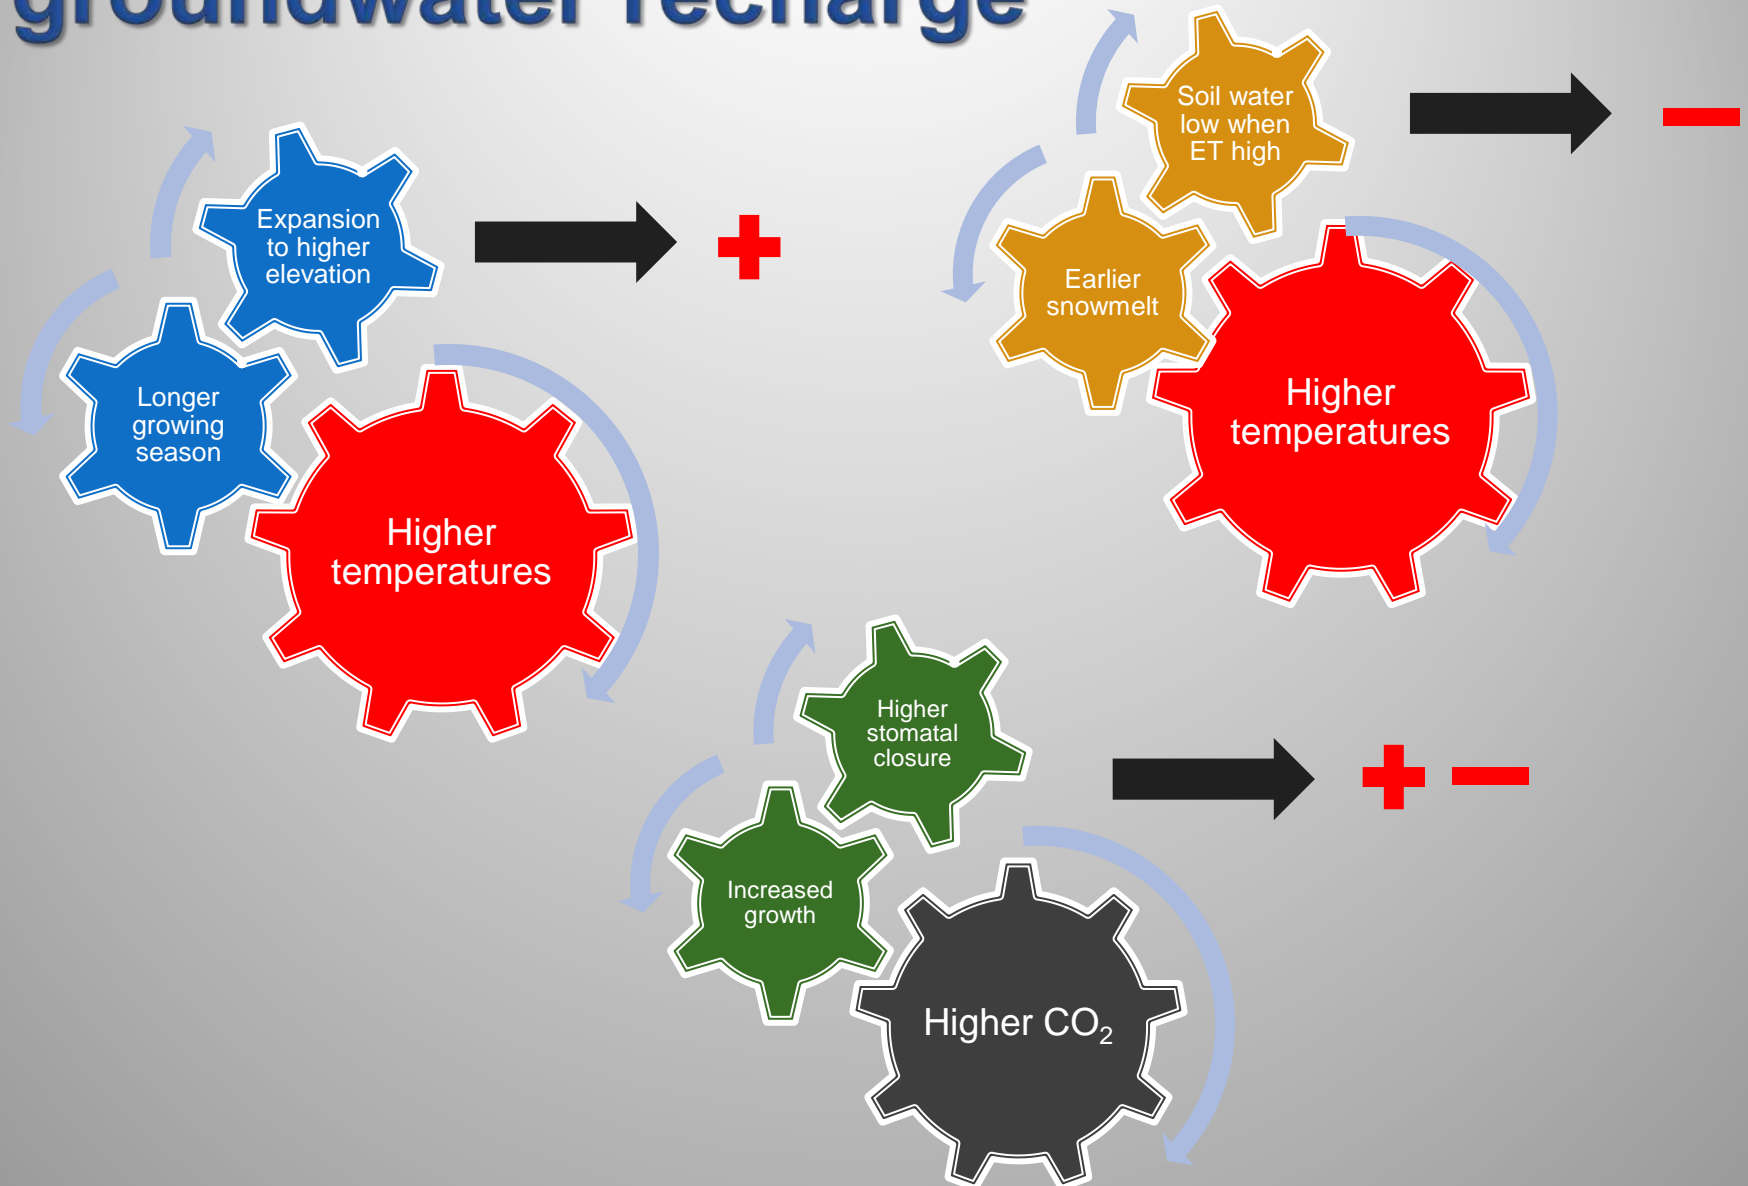 groundwater recharge
Expansion
to higher
elevation
Longer
growing
season
Higher
temperatures
Soil water
low when
ET high
Earlier
snowmelt
Higher
temperatures
Higher
stomatal
closure
Increased
growth
Higher CO₂